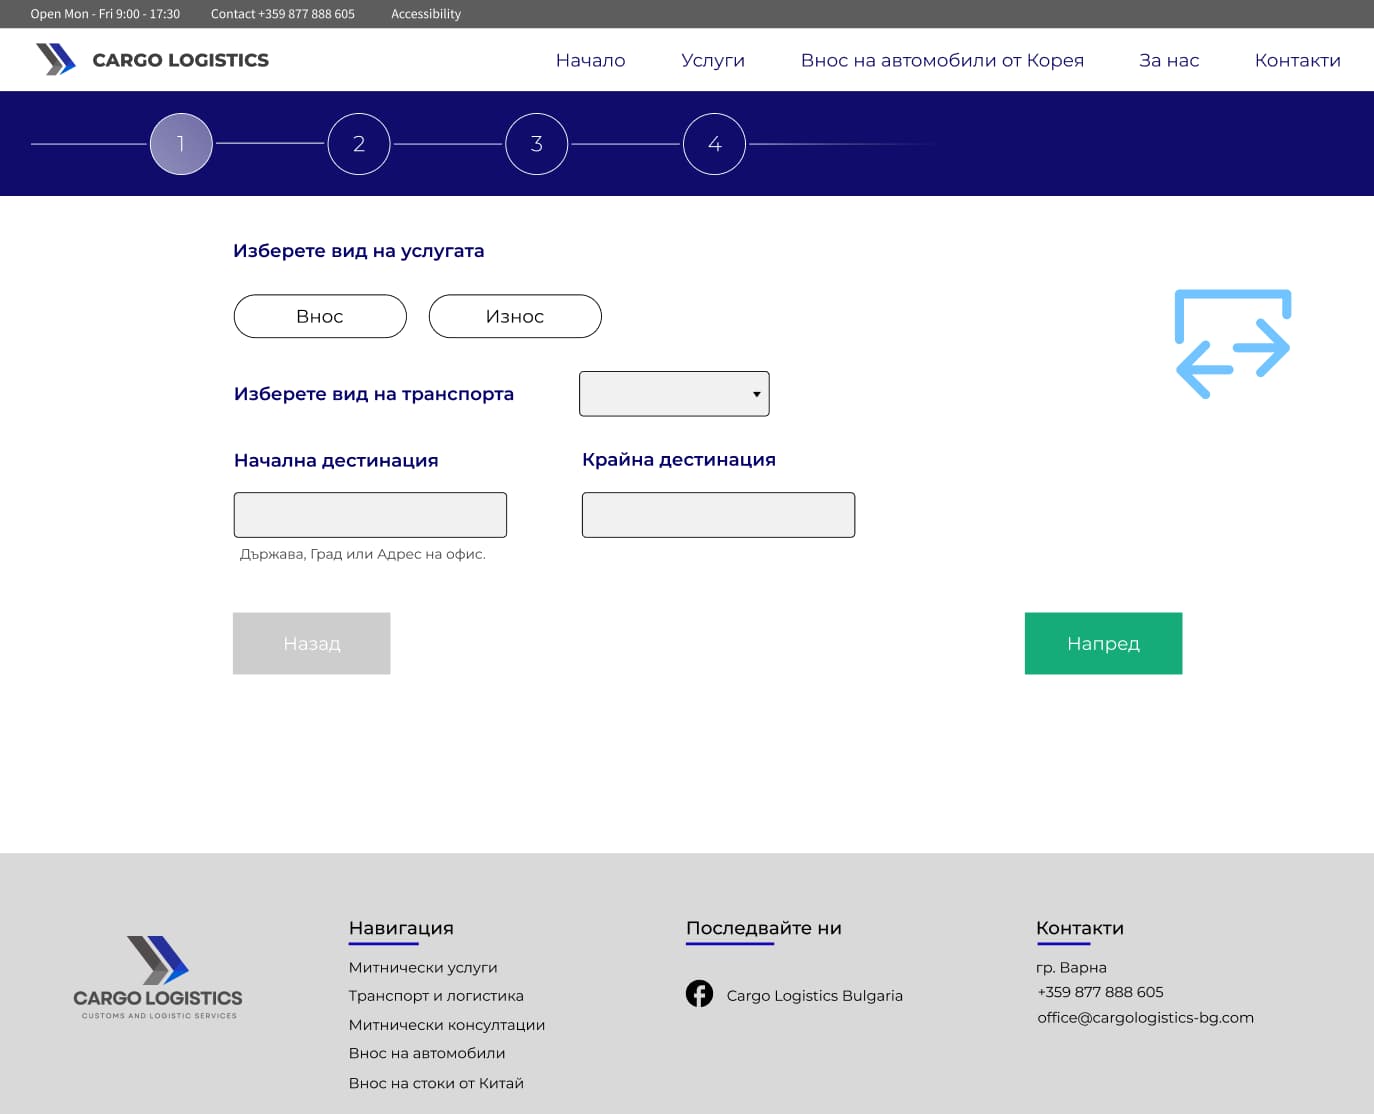 Open Mon - Fri 9:00 - 17:30 Contact +359 877 888 605 Accessibility
CARGO LOGISTICS
Начало Услуги Внос на автомобили от Корея За нас Контакти
1 2 3 4
Изберете вид на услугата
Внос Износ
Изберете вид на транспорта
Начална дестинация Крайна дестинация
Държава, Град или Адрес на офис.
Назад Напред
CARGO LOGISTICS
CUSTOMS AND LOGISTIC SERVICES
Навигация
Митнически услуги
Транспорт и логистика
Митнически консултации
Внос на автомобили
Внос на стоки от Китай
Последвайте ни
Cargo Logistics Bulgaria
Контакти
гр. Варна
+359 877 888 605
office@cargologistics-bg.com